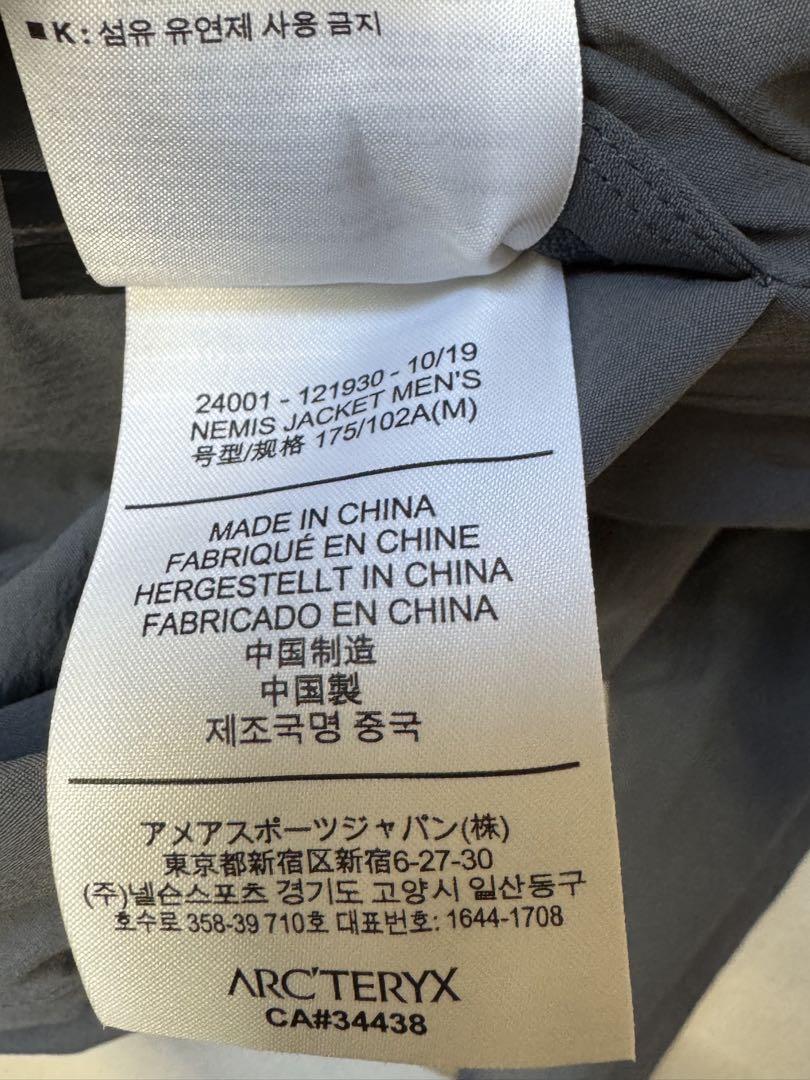 ■K: 섬유 유연제 사용 금지
24001 - 121930 - 10/19
NEMIS JACKET MEN'S
号型/规格 175/102A(M)
MADE IN CHINA
FABRIQUÉ EN CHINE
HERGESTELLT IN CHINA
FABRICADO EN CHINA
中国制造
中国製
제조국명 중국
アメアスポーツジャパン(株)
東京都新宿区新宿6-27-30
(주)넬슨스포츠 경기도 고양시 일산동구
호수로 358-39 710호 대표번호: 1644-1708
ARC'TERYX
CA#34438